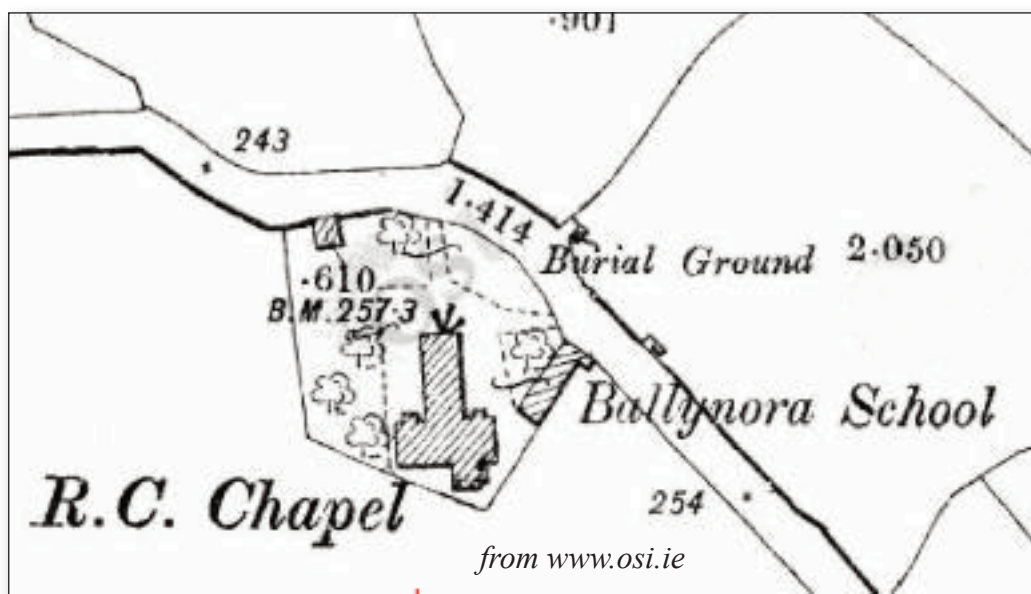 .901
243
1.414
Burial Ground 2.050
.610
B.M.257.3
Ballynora School
R.C. Chapel
254
from www.osi.ie